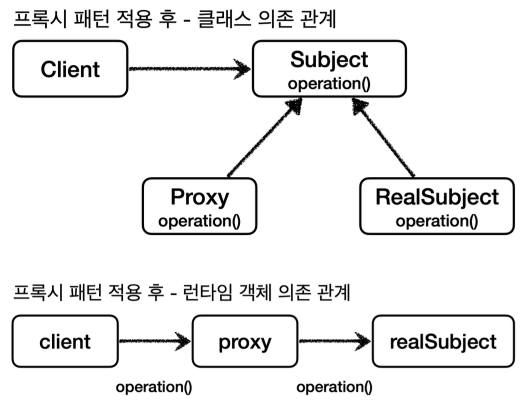 프록시 패턴 적용 후 - 클래스 의존 관계
Client
Subject
operation()
Proxy
operation()
RealSubject
operation()
프록시 패턴 적용 후 - 런타임 객체 의존 관계
client
proxy
realSubject
operation()
operation()